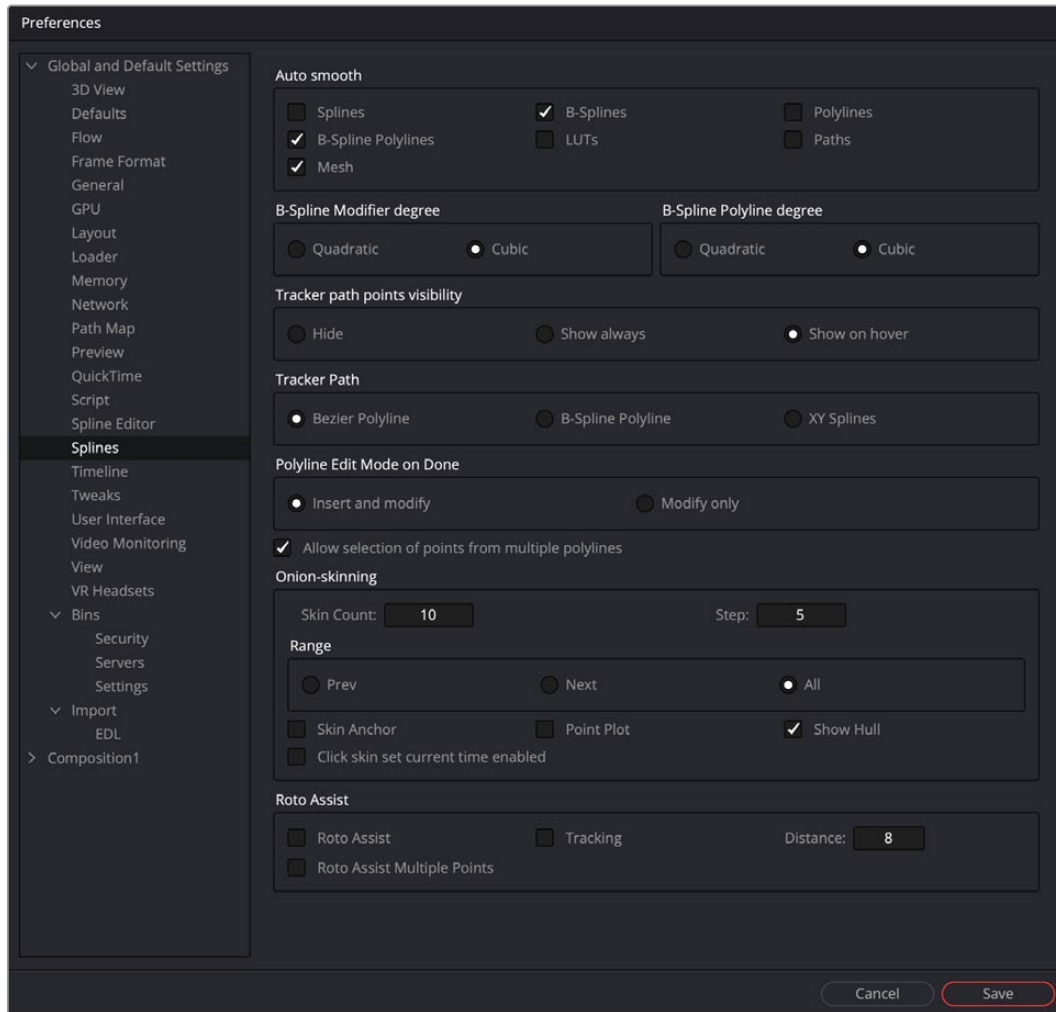 Preferences
Global and Default Settings
3D View
Defaults
Flow
Frame Format
General
GPU
Layout
Loader
Memory
Network
Path Map
Preview
QuickTime
Script
Spline Editor
Splines
Timeline
Tweaks
User Interface
Video Monitoring
View
VR Headsets
Bins
Security
Servers
Settings
Import
EDL
Composition1
Auto smooth
Splines B-Splines Polylines
B-Spline Polylines LUTs Paths
Mesh
B-Spline Modifier degree B-Spline Polyline degree
Quadratic Cubic Quadratic Cubic
Tracker path points visibility
Hide Show always Show on hover
Tracker Path
Bezier Polyline B-Spline Polyline XY Splines
Polyline Edit Mode on Done
Insert and modify Modify only
Allow selection of points from multiple polylines
Onion-skinning
Skin Count: 10 Step: 5
Range
Prev Next All
Skin Anchor Point Plot Show Hull
Click skin set current time enabled
Roto Assist
Roto Assist Tracking Distance: 8
Roto Assist Multiple Points
Cancel Save